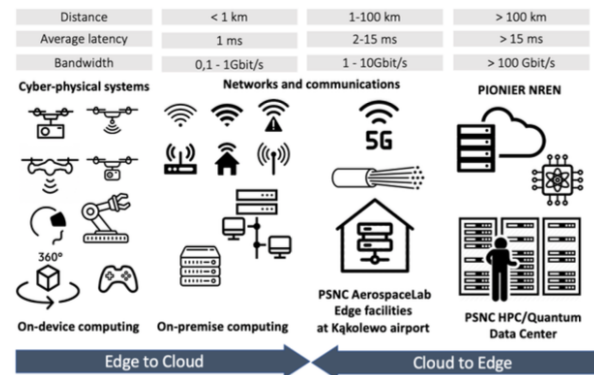 Distance < 1 km 1-100 km > 100 km
Average latency 1 ms 2-15 ms > 15 ms
Bandwidth 0,1 - 1Gbit/s 1 - 10Gbit/s > 100 Gbit/s
Cyber-physical systems
Networks and communications
PIONIER NREN
5G
360°
On-device computing
On-premise computing
PSNC AerospaceLab
Edge facilities
at Kąkolewo airport
PSNC HPC/Quantum
Data Center
Edge to Cloud
Cloud to Edge